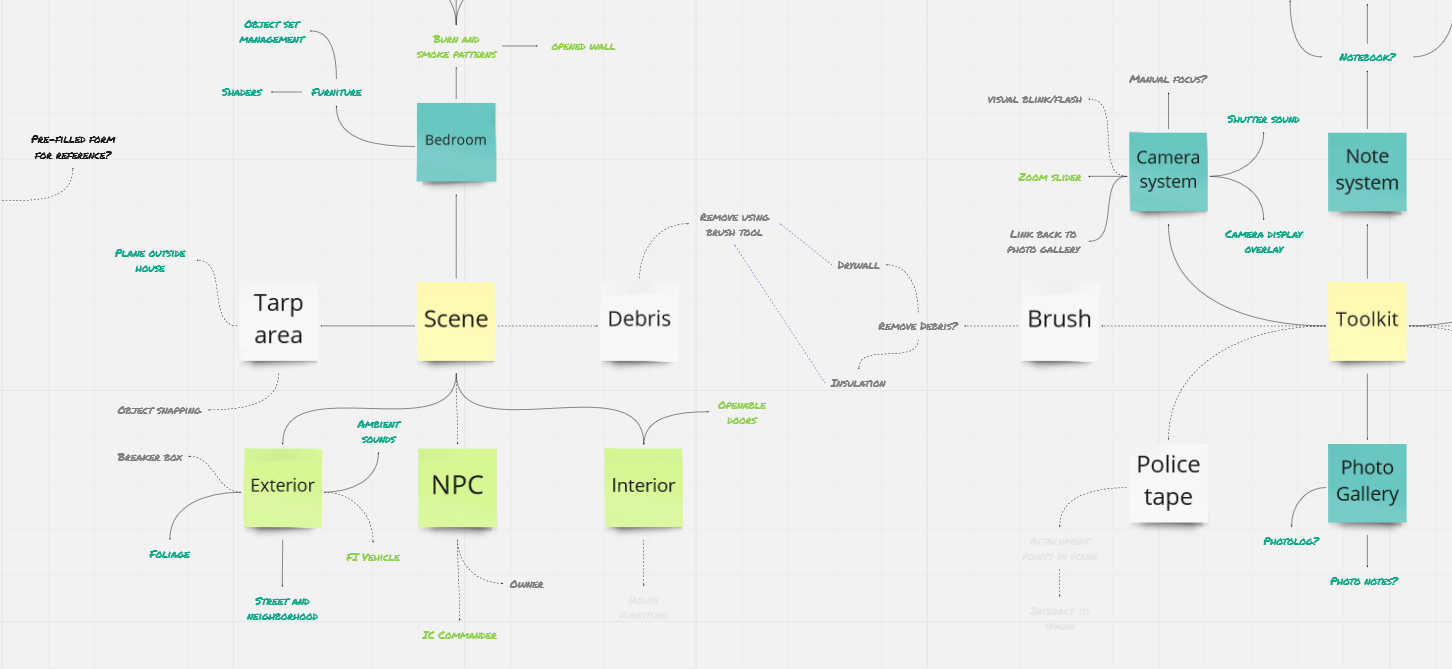 Object set
management
Burn and
smoke patterns
opened wall
Shaders
Furniture
Bedroom
Pre-filled form
for reference?
Plane outside
house
Tarp
area
Scene
Debris
Remove using
brush tool
Drywall
Remove Debris?
Insulation
Object snapping
Breaker box
Ambient
sounds
Openable
doors
Exterior
NPC
Interior
Foliage
FI Vehicle
Street and
neighborhood
Owner
IC Commander
House
furniture
Notebook?
Manual focus?
visual blink/flash
Shutter sound
Camera
system
Note
system
Zoom slider
Link back to
photo gallery
Camera display
overlay
Brush
Toolkit
Police
tape
Photo
Gallery
Attachment
points in scene
Interact to
spawn
Photolog?
Photo notes?